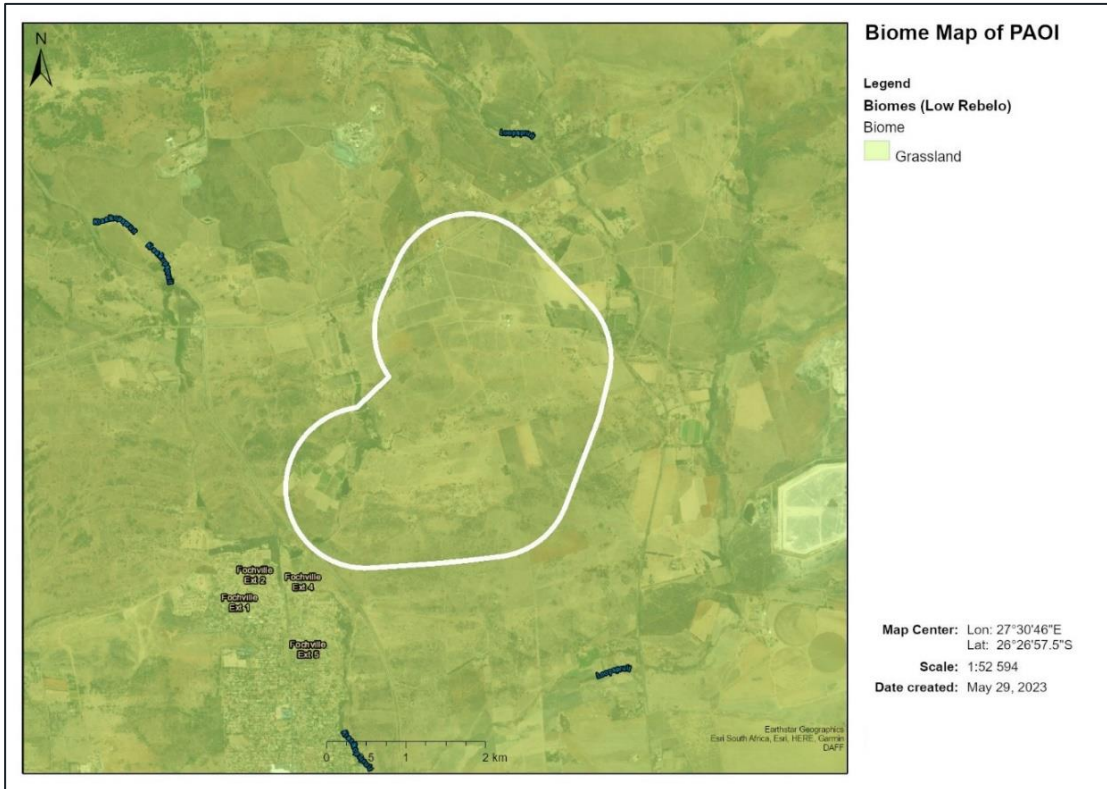 Biome Map of PAOI
N
Legend
Biomes (Low Rebelo)
Biome
Grassland
Fochville
Ext 2
Fochville
Ext 4
Fochville
Ext 1
Fochville
Ext 5
Map Center: Lon: 27°30'46"E
Lat: 26°26'57.5"S
Scale: 1:52 594
Date created: May 29, 2023
Earthstar Geographics
Esri South Africa, Esri, HERE, Garmin
DAFF
0 .5 1 2 km